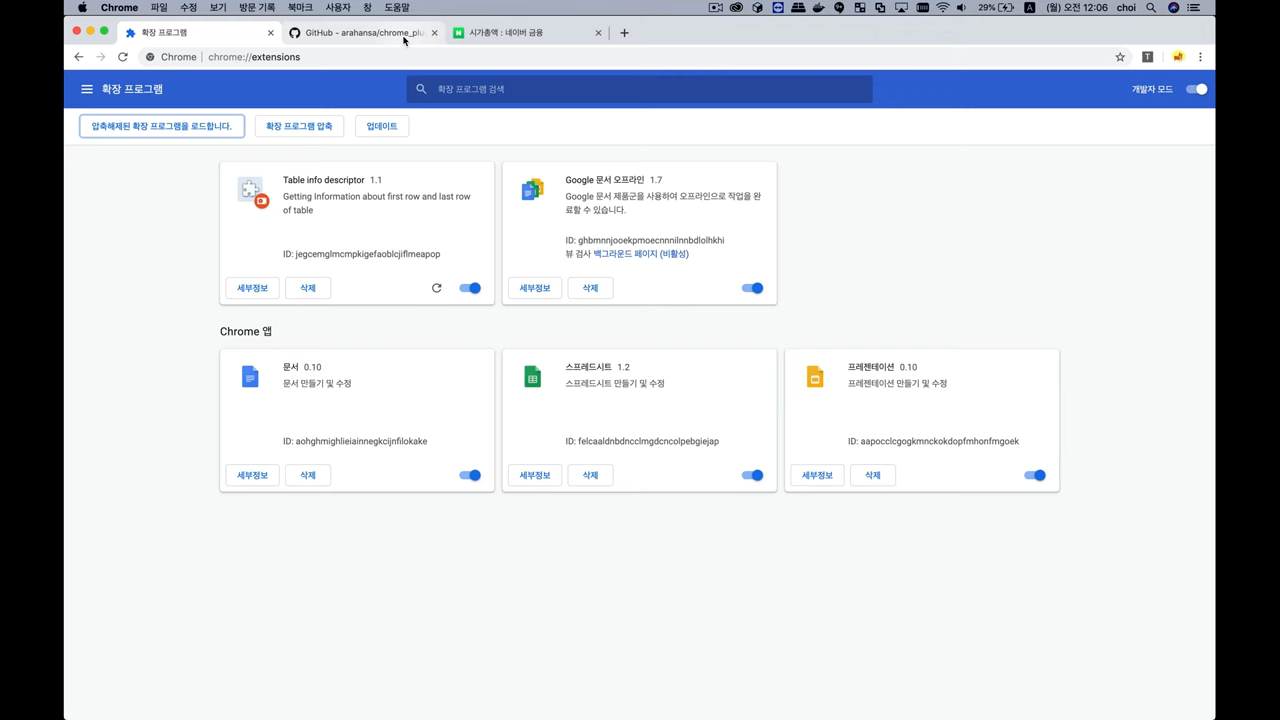 Chrome 파일 수정 보기 방문 기록 북마크 사용자 창 도움말 29% (월) 오전 12:06 choi
확장 프로그램 GitHub - arahansa/chrome_plu 시가총액 : 네이버 금융
Chrome chrome://extensions T
확장 프로그램 확장 프로그램 검색 개발자 모드
압축해제된 확장 프로그램을 로드합니다. 확장 프로그램 압축 업데이트
Table info descriptor 1.1
Getting Information about first row and last row
of table
ID: jegcemglmcmpkigefaoblcjiflmeapop
세부정보 삭제
Google 문서 오프라인 1.7
Google 문서 제품군을 사용하여 오프라인으로 작업을 완
료할 수 있습니다.
ID: ghbmnnjooekpmoecnnnilnnbdlolhkhi
뷰 검사 백그라운드 페이지 (비활성)
세부정보 삭제
Chrome 앱
문서 0.10
문서 만들기 및 수정
ID: aohghmighlieiainnegkcijnfilokake
세부정보 삭제
스프레드시트 1.2
스프레드시트 만들기 및 수정
ID: felcaaldnbdncclmgdcncolpebgiejap
세부정보 삭제
프레젠테이션 0.10
프레젠테이션 만들기 및 수정
ID: aapocclcgogkmnckokdopfmhonfmgoek
세부정보 삭제